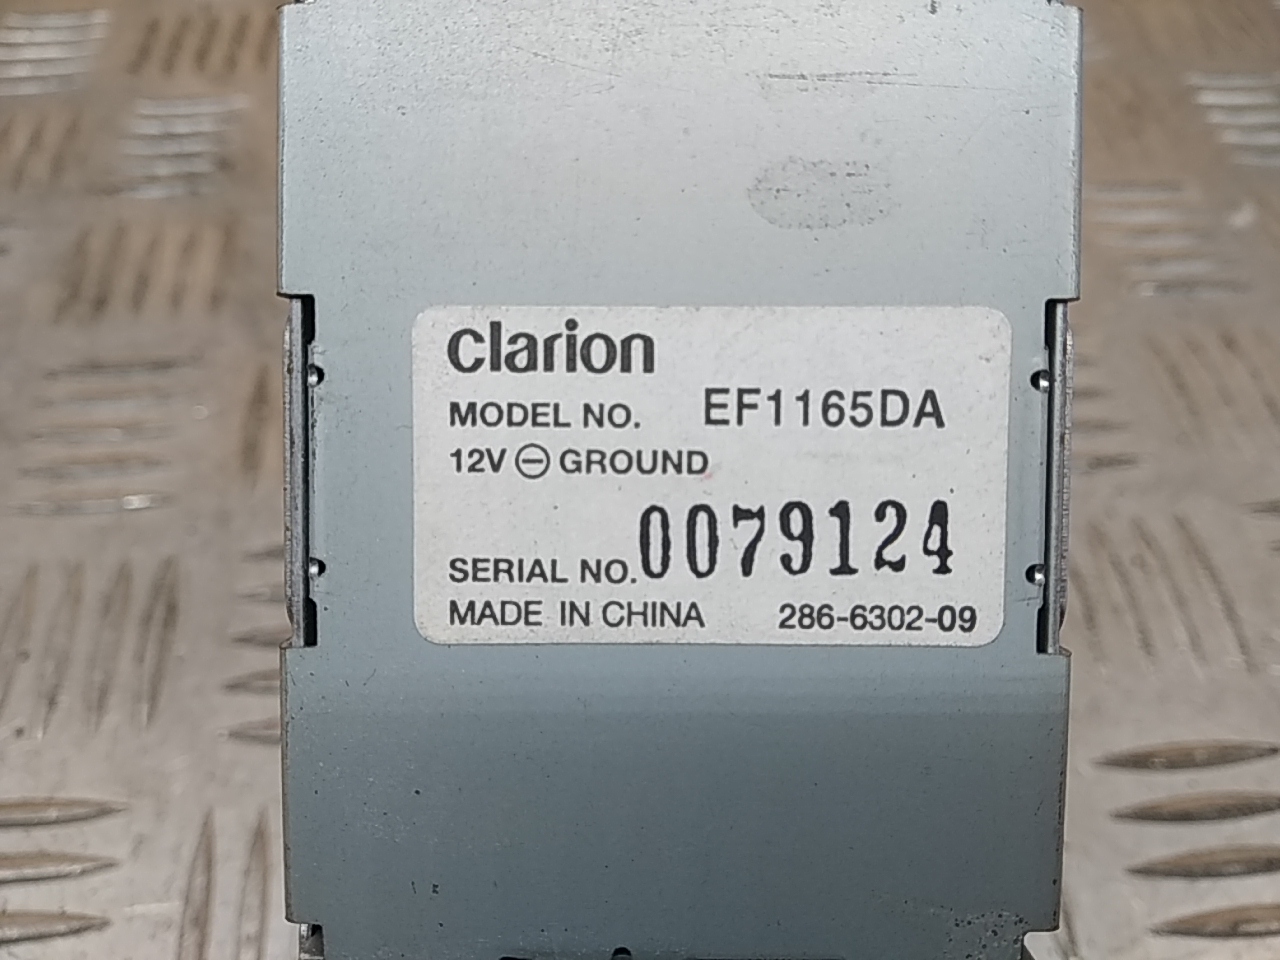 clarion
MODEL NO. EF1165DA
12V ⊖ GROUND
SERIAL NO. 0079124
MADE IN CHINA 286-6302-09